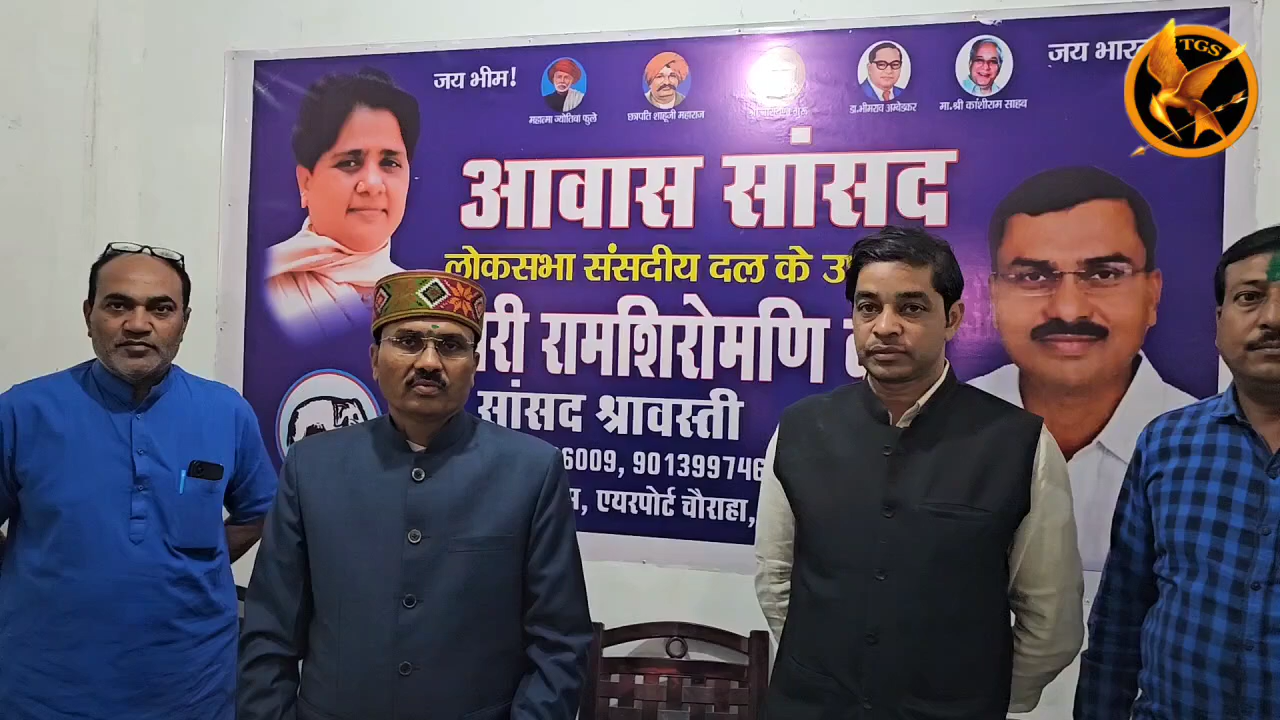 जय भीम!
जय भारत
TGS
महात्मा ज्योतिबा फुले
छत्रपति शाहूजी महाराज
डा.भीमराव अम्बेडकर
मा.श्री कांशीराम साहब
आवास सांसद
लोकसभा संसदीय दल के
रामशिरोमणि
सांसद श्रावस्ती
6009, 901399746
एयरपोर्ट चौराहा,